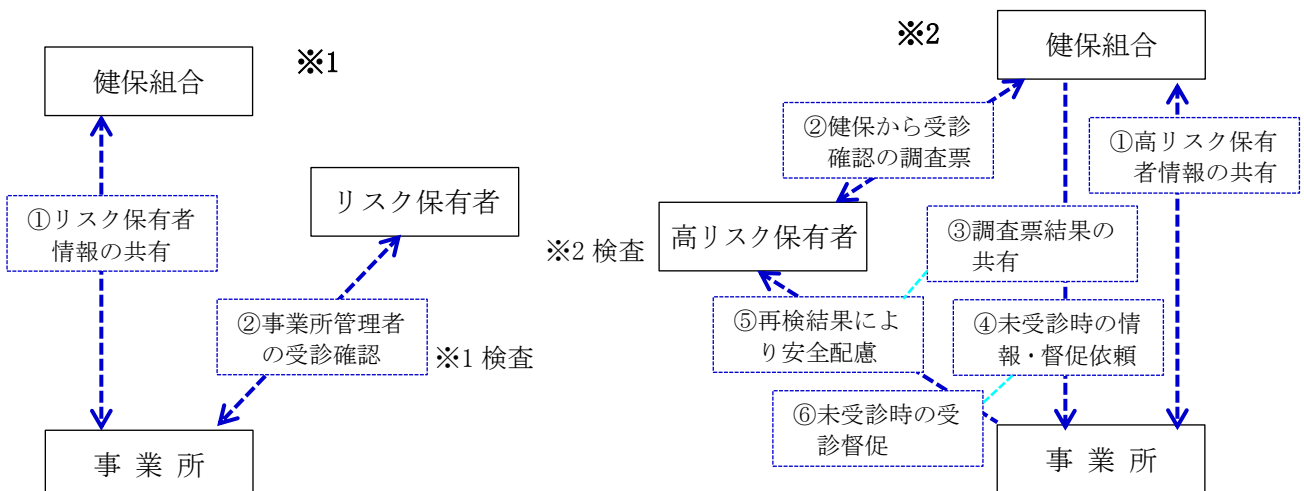 ※1
健保組合
①リスク保有者
情報の共有
リスク保有者
②事業所管理者
の受診確認
※1 検査
事 業 所
※2
健保組合
②健保から受診
確認の調査票
①高リスク保有
者情報の共有
※2 検査
高リスク保有者
③調査票結果の
共有
⑤再検結果によ
り安全配慮
④未受診時の情
報・督促依頼
⑥未受診時の受
診督促
事 業 所